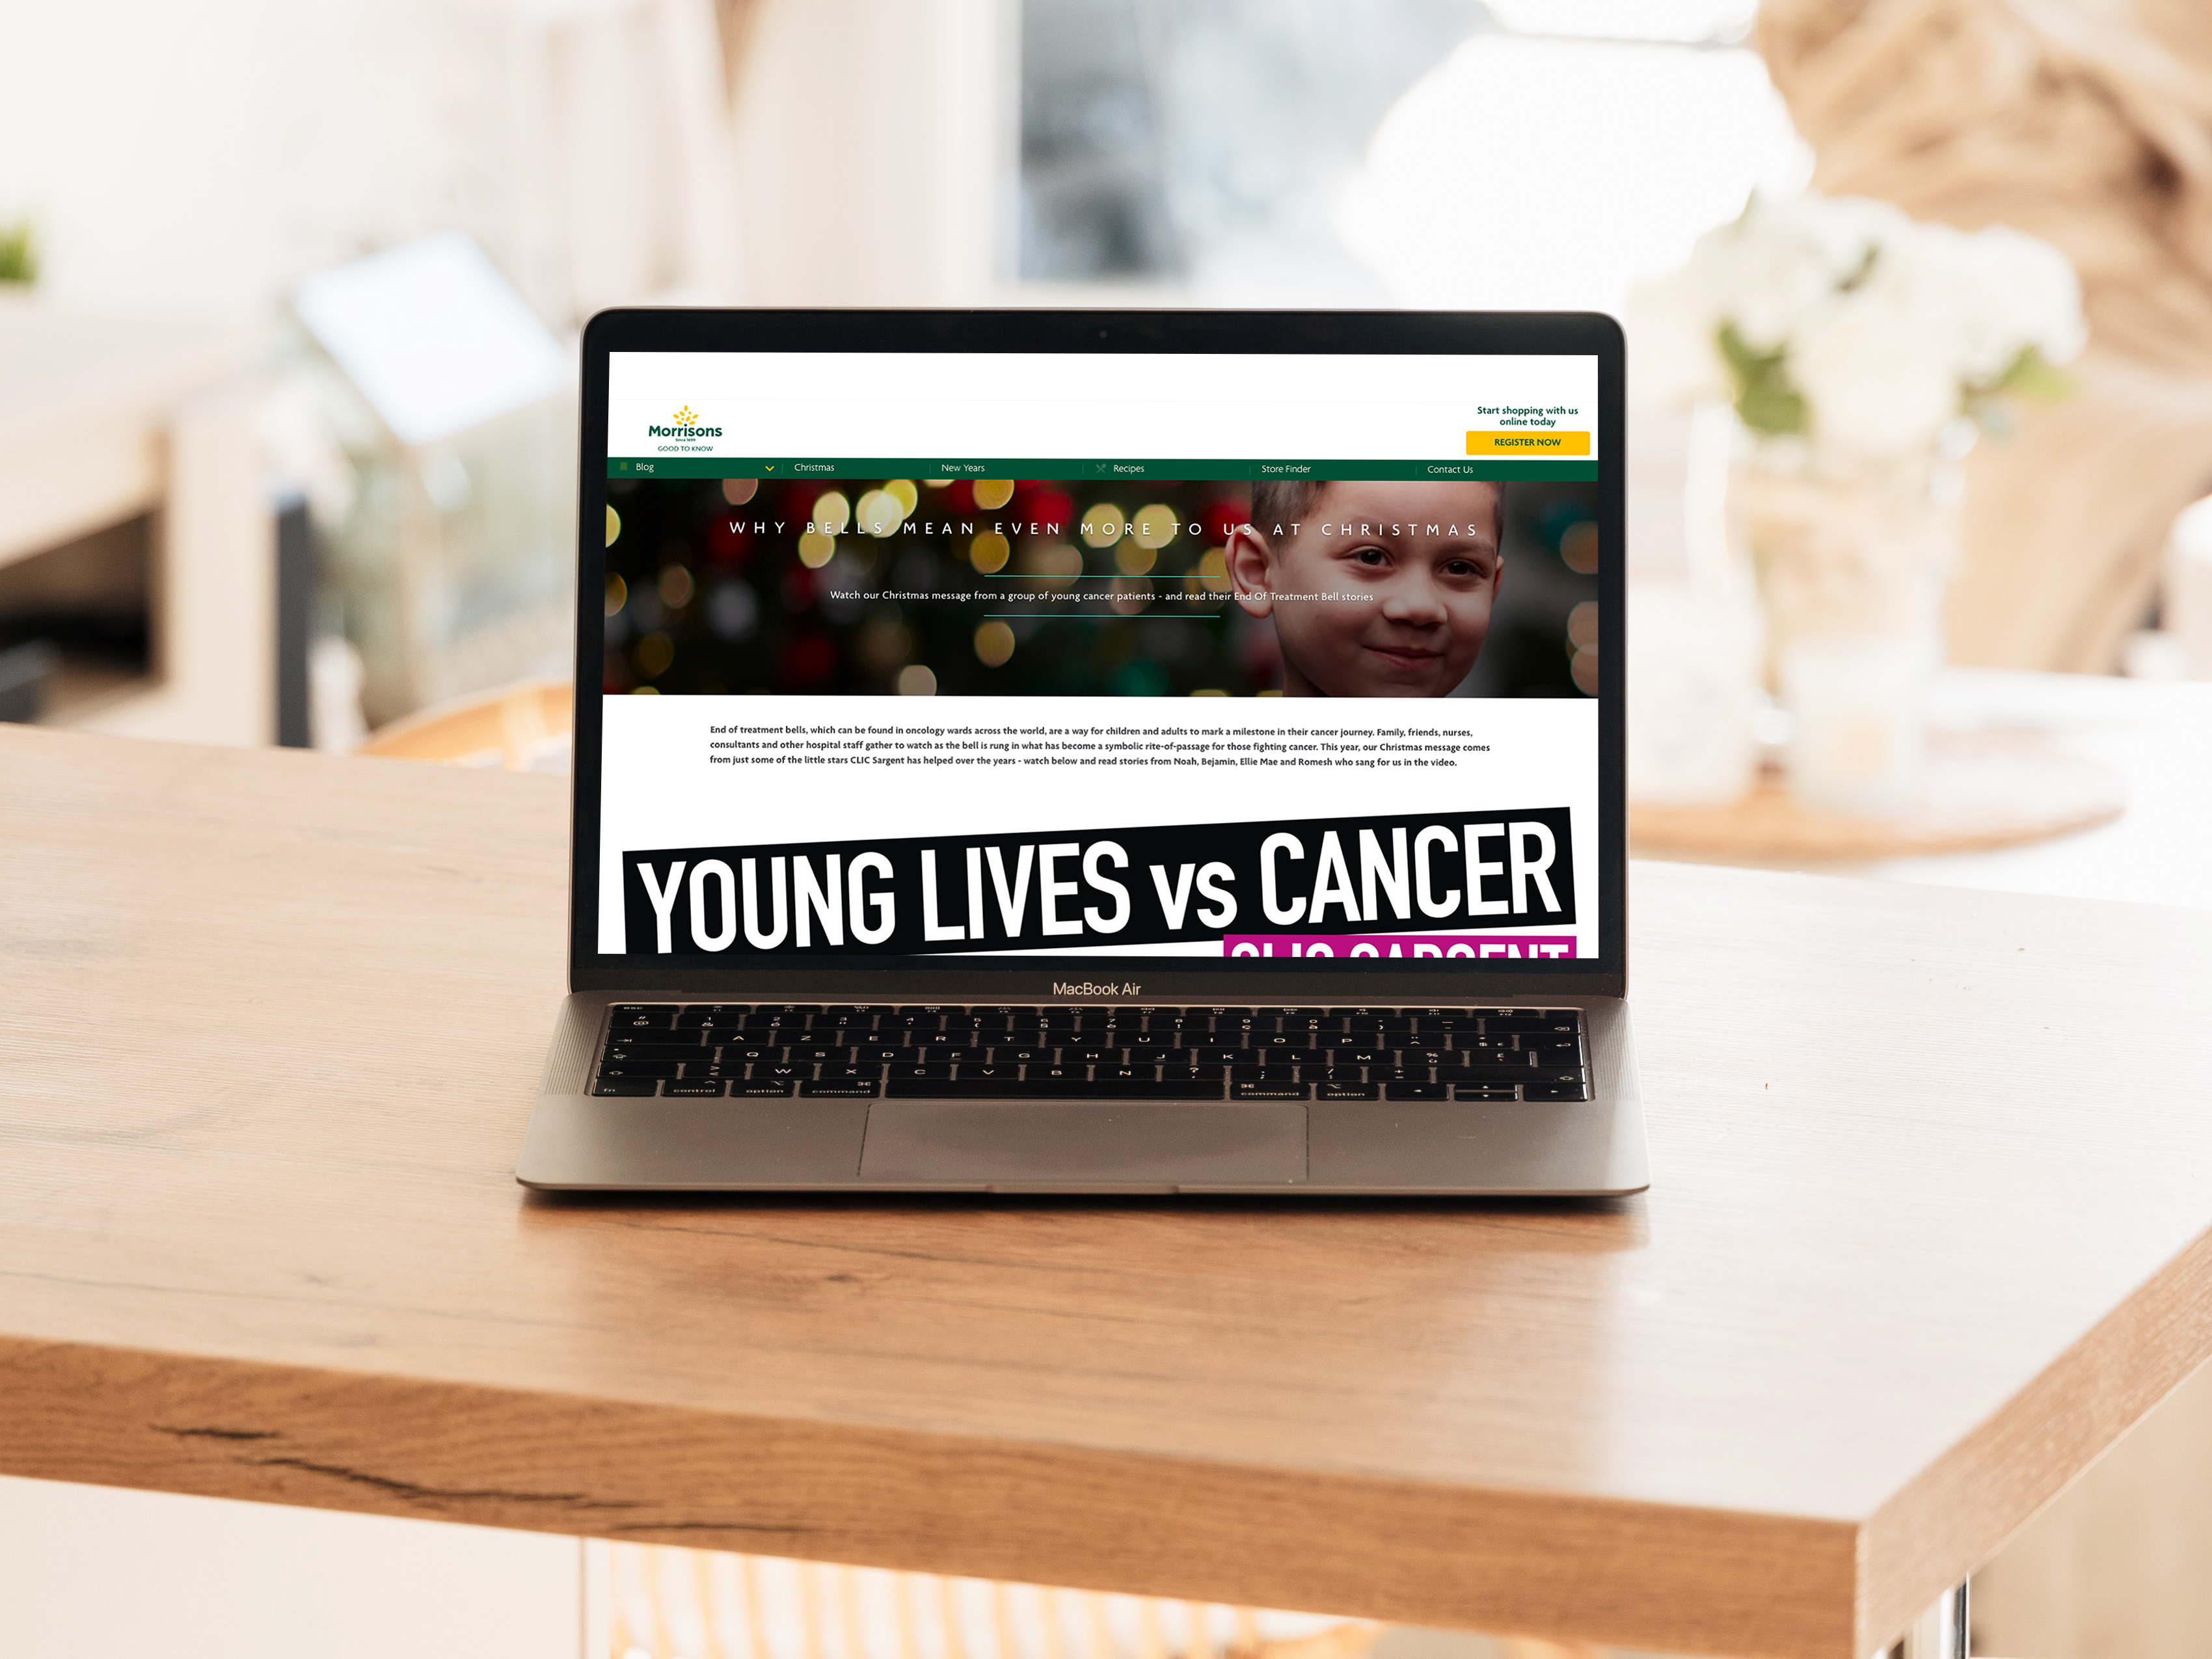 Morrisons
Since 1899
GOOD TO KNOW
Start shopping with us
online today
REGISTER NOW
Blog
Christmas
New Years
Recipes
Store Finder
Contact Us
WHY BELLS MEAN EVEN MORE TO US AT CHRISTMAS
Watch our Christmas message from a group of young cancer patients - and read their End Of Treatment Bell stories
End of treatment bells, which can be found in oncology wards across the world, are a way for children and adults to mark a milestone in their cancer journey. Family, friends, nurses,
consultants and other hospital staff gather to watch as the bell is rung in what has become a symbolic rite-of-passage for those fighting cancer. This year, our Christmas message comes
from just some of the little stars CLIC Sargent has helped over the years - watch below and read stories from Noah, Bejamin, Ellie Mae and Romesh who sang for us in the video.
YOUNG LIVES vs CANCER
CLIC SARGENT
MacBook Air
A Z E R T Y U I O P
Q S D F G H J K L M
W X C V B N ?
fn control option command command option